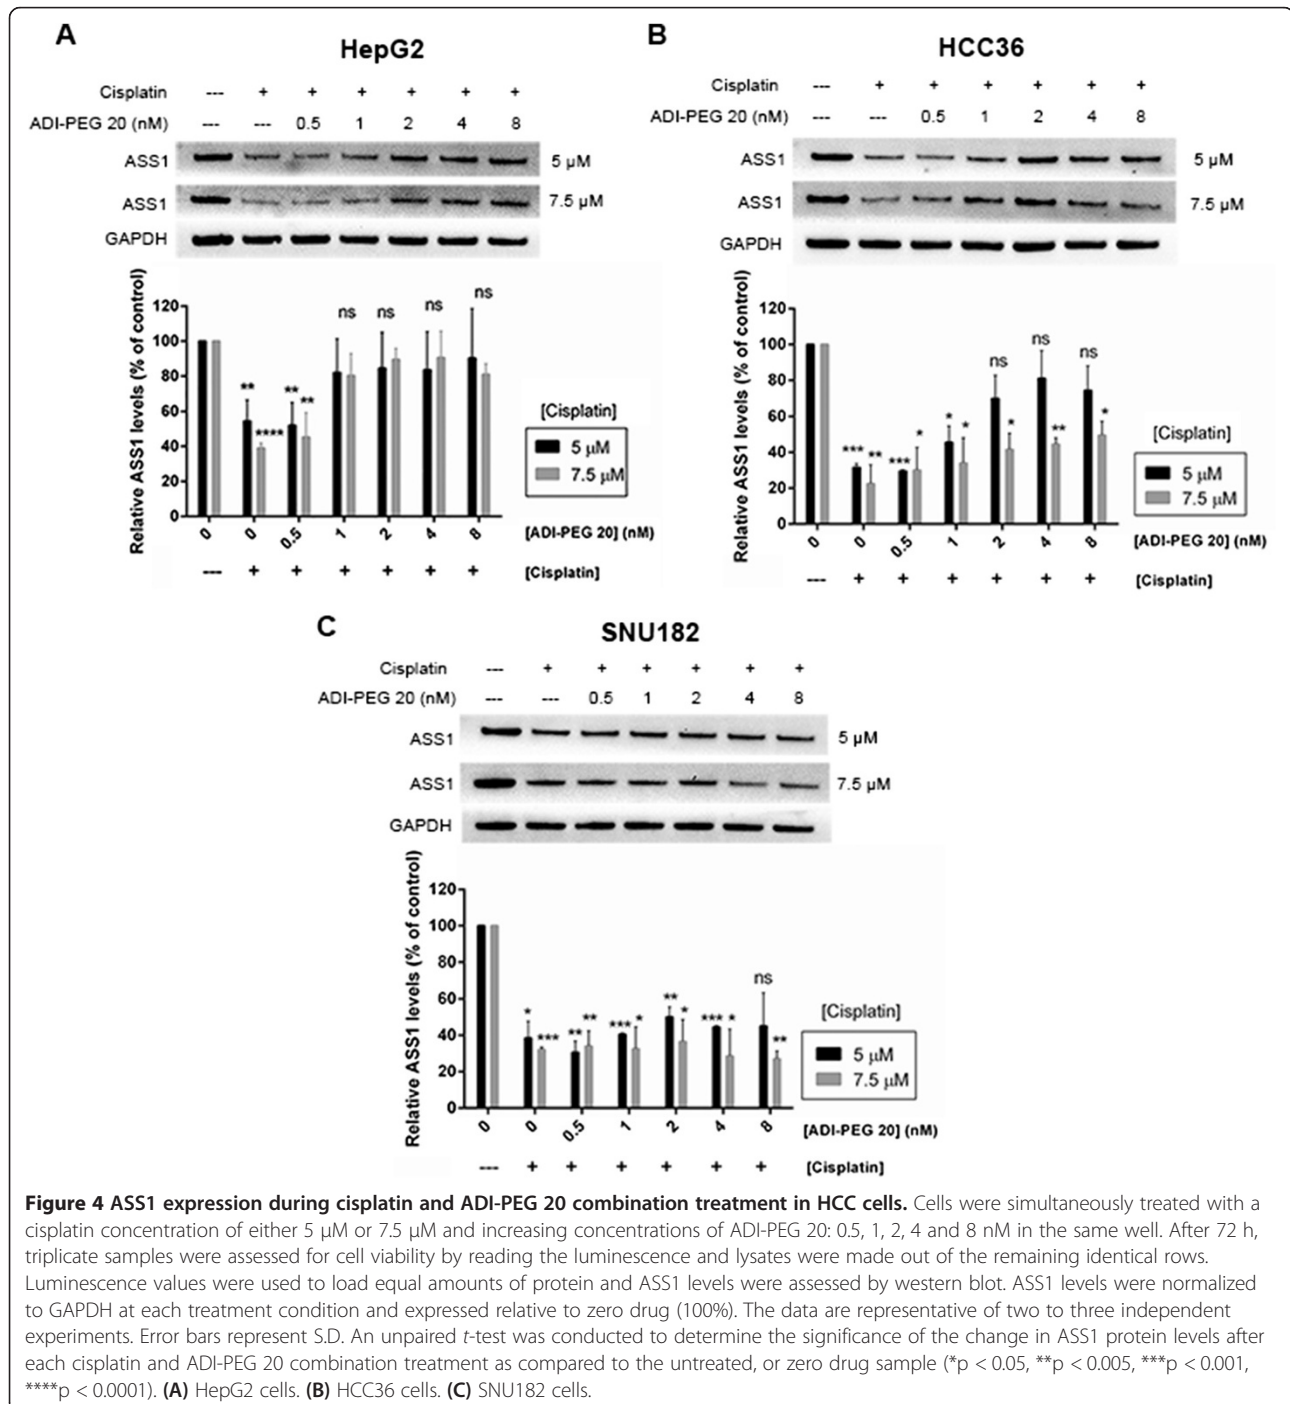 A
HepG2
Cisplatin --- + + + + + +
ADI-PEG 20 (nM) --- --- 0.5 1 2 4 8
ASS1 5 µM
ASS1 7.5 µM
GAPDH
Relative ASS1 levels (% of control)
120
100
80
60
40
20
0
** **** ** ** ns ns ns ns
[Cisplatin]
5 µM
7.5 µM
0 0 0.5 1 2 4 8 [ADI-PEG 20] (nM)
--- + + + + + + [Cisplatin]
B
HCC36
Cisplatin --- + + + + + +
ADI-PEG 20 (nM) --- --- 0.5 1 2 4 8
ASS1 5 µM
ASS1 7.5 µM
GAPDH
Relative ASS1 levels (% of control)
120
100
80
60
40
20
0
*** ** *** * * * ns * ns ** ns *
[Cisplatin]
5 µM
7.5 µM
0 0 0.5 1 2 4 8 [ADI-PEG 20] (nM)
--- + + + + + + [Cisplatin]
C
SNU182
Cisplatin --- + + + + + +
ADI-PEG 20 (nM) --- --- 0.5 1 2 4 8
ASS1 5 µM
ASS1 7.5 µM
GAPDH
Relative ASS1 levels (% of control)
120
100
80
60
40
20
0
* *** ** ** *** * ** * *** * ns **
[Cisplatin]
5 µM
7.5 µM
0 0 0.5 1 2 4 8 [ADI-PEG 20] (nM)
--- + + + + + + [Cisplatin]
Figure 4 ASS1 expression during cisplatin and ADI-PEG 20 combination treatment in HCC cells. Cells were simultaneously treated with a
cisplatin concentration of either 5 µM or 7.5 µM and increasing concentrations of ADI-PEG 20: 0.5, 1, 2, 4 and 8 nM in the same well. After 72 h,
triplicate samples were assessed for cell viability by reading the luminescence and lysates were made out of the remaining identical rows.
Luminescence values were used to load equal amounts of protein and ASS1 levels were assessed by western blot. ASS1 levels were normalized
to GAPDH at each treatment condition and expressed relative to zero drug (100%). The data are representative of two to three independent
experiments. Error bars represent S.D. An unpaired t-test was conducted to determine the significance of the change in ASS1 protein levels after
each cisplatin and ADI-PEG 20 combination treatment as compared to the untreated, or zero drug sample (*p < 0.05, **p < 0.005, ***p < 0.001,
****p < 0.0001). (A) HepG2 cells. (B) HCC36 cells. (C) SNU182 cells.